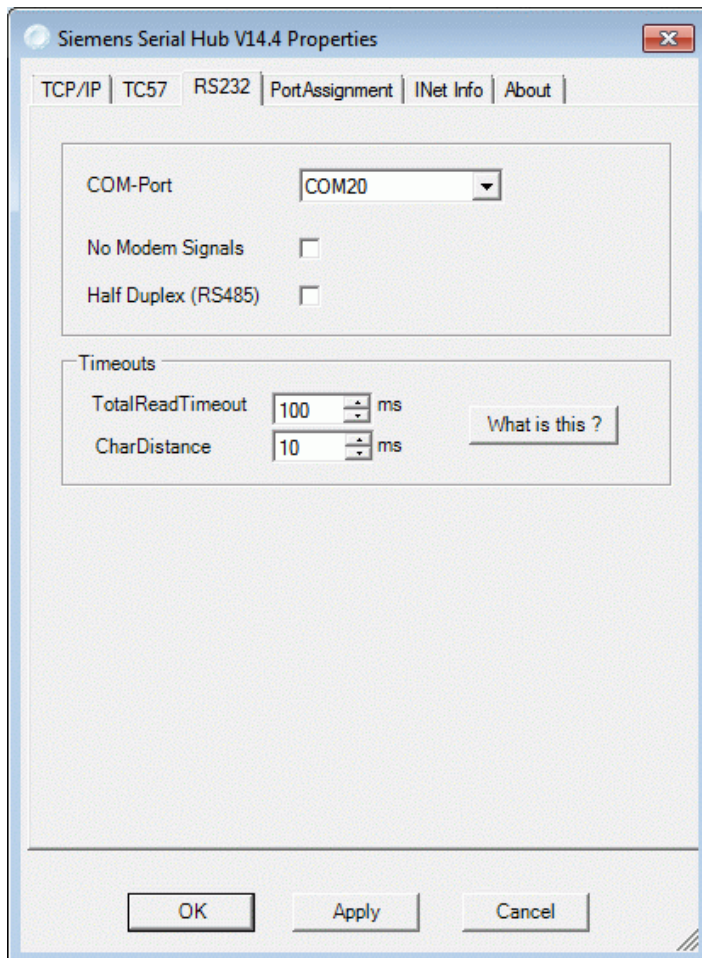 Siemens Serial Hub V14.4 Properties
TCP/IP TC57 RS232 PortAssignment INet Info About
COM-Port COM20
No Modem Signals
Half Duplex (RS485)
Timeouts
TotalReadTimeout 100 ms
What is this ?
CharDistance 10 ms
OK Apply Cancel